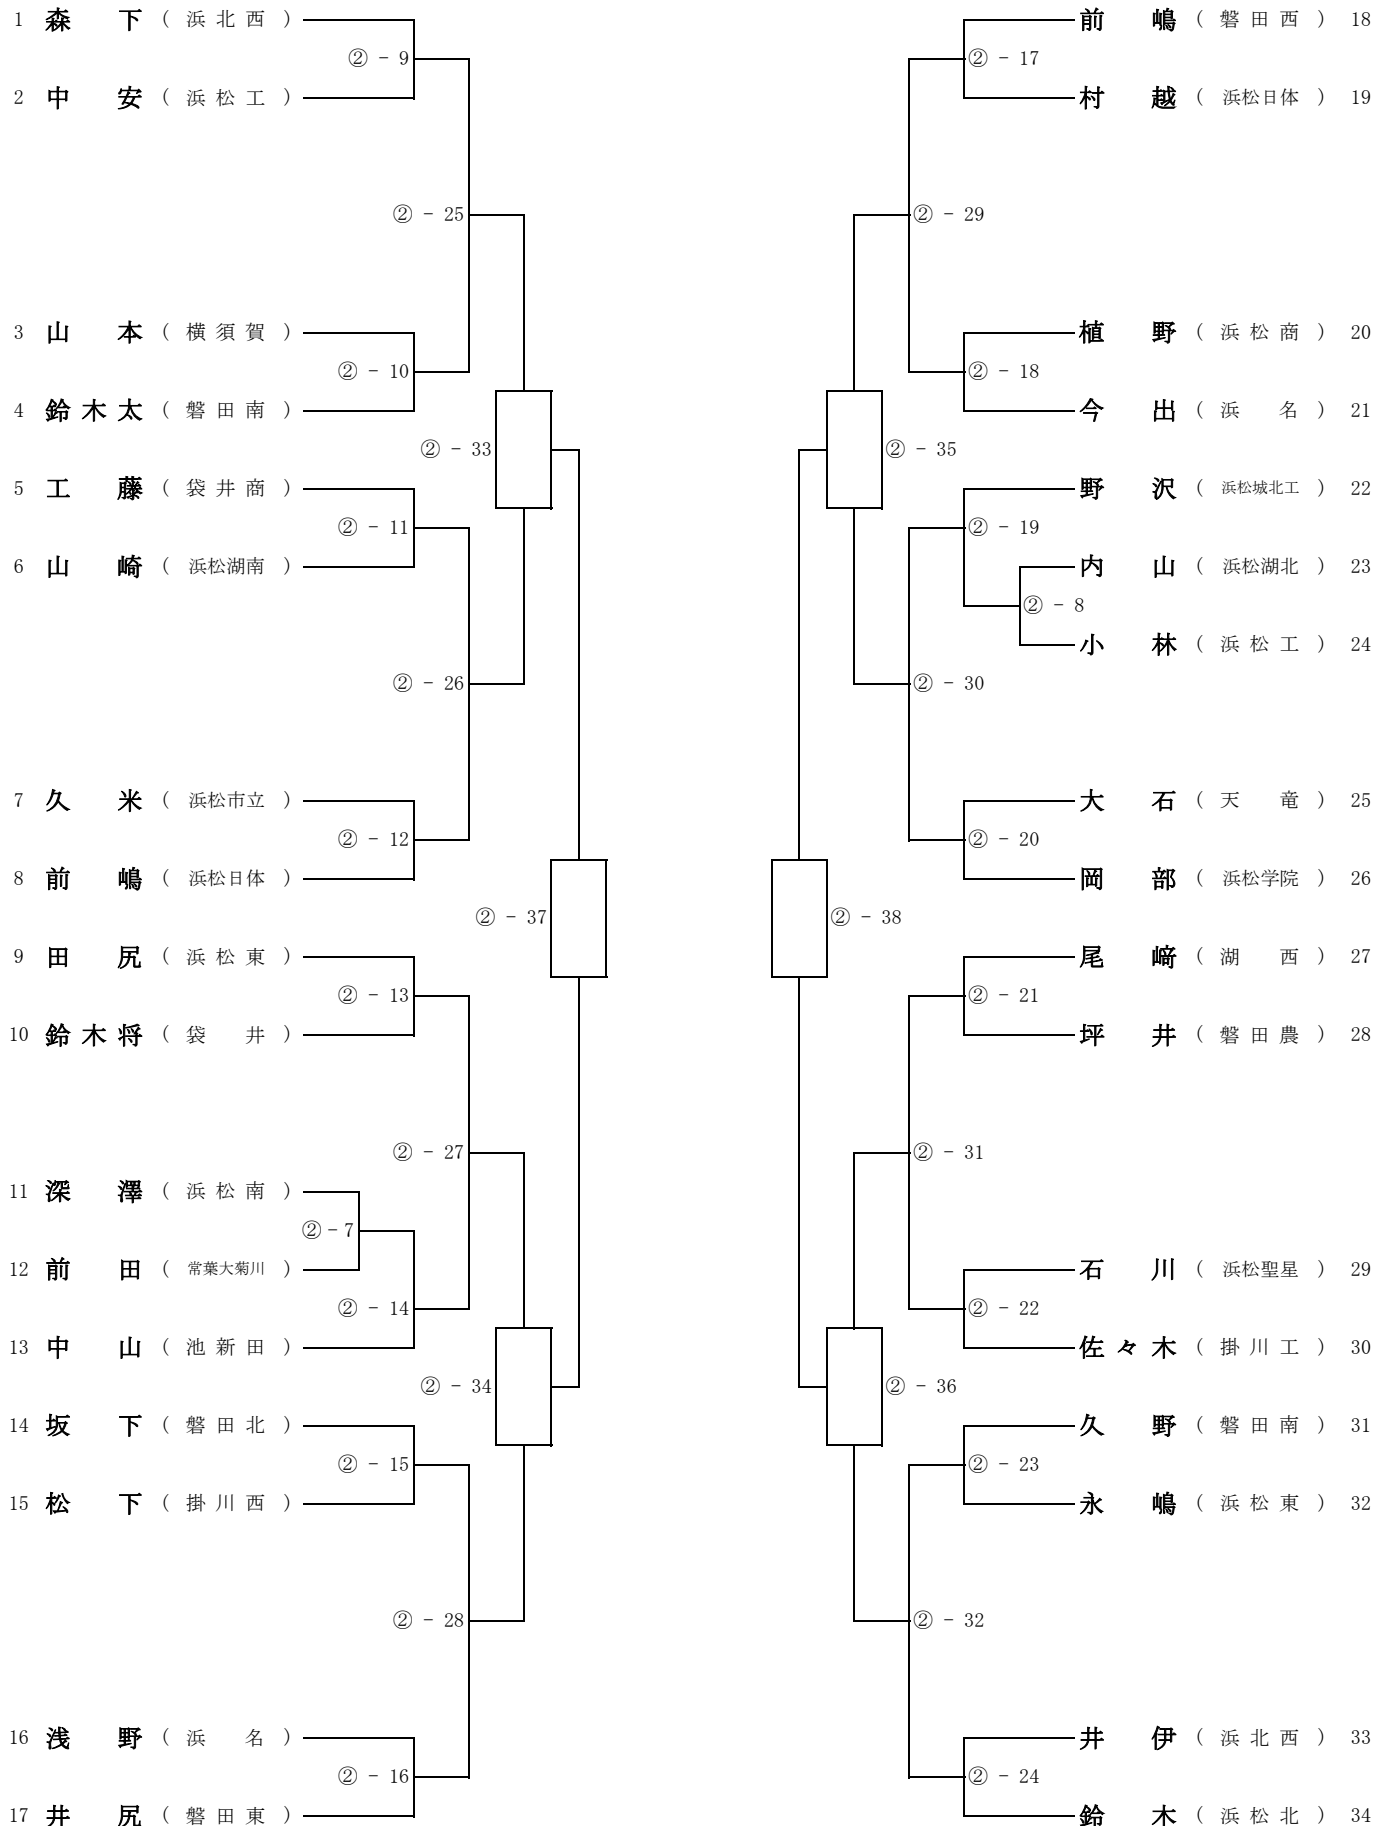 1 森 下 ( 浜 北 西 )
② - 9
2 中 安 ( 浜 松 工 )
② - 25
3 山 本 ( 横 須 賀 )
② - 10
4 鈴 木 太 ( 磐 田 南 )
② - 33
5 工 藤 ( 袋 井 商 )
② - 11
6 山 崎 ( 浜松湖南 )
② - 26
7 久 米 ( 浜松市立 )
② - 12
8 前 嶋 ( 浜松日体 )
② - 37
9 田 尻 ( 浜 松 東 )
② - 13
10 鈴 木 将 ( 袋 井 )
② - 27
11 深 澤 ( 浜 松 南 )
② - 7
12 前 田 ( 常葉大菊川 )
② - 14
13 中 山 ( 池 新 田 )
② - 34
14 坂 下 ( 磐 田 北 )
② - 15
15 松 下 ( 掛 川 西 )
② - 28
16 浅 野 ( 浜 名 )
② - 16
17 井 尻 ( 磐 田 東 )
前 嶋 ( 磐 田 西 ) 18
② - 17
村 越 ( 浜松日体 ) 19
② - 29
植 野 ( 浜 松 商 ) 20
② - 18
今 出 ( 浜 名 ) 21
② - 35
野 沢 ( 浜松城北工 ) 22
② - 19
内 山 ( 浜松湖北 ) 23
② - 8
小 林 ( 浜 松 工 ) 24
② - 30
大 石 ( 天 竜 ) 25
② - 20
岡 部 ( 浜松学院 ) 26
② - 38
尾 﨑 ( 湖 西 ) 27
② - 21
坪 井 ( 磐 田 農 ) 28
② - 31
石 川 ( 浜松聖星 ) 29
② - 22
佐 々 木 ( 掛 川 工 ) 30
② - 36
久 野 ( 磐 田 南 ) 31
② - 23
永 嶋 ( 浜 松 東 ) 32
② - 32
井 伊 ( 浜 北 西 ) 33
② - 24
鈴 木 ( 浜 松 北 ) 34